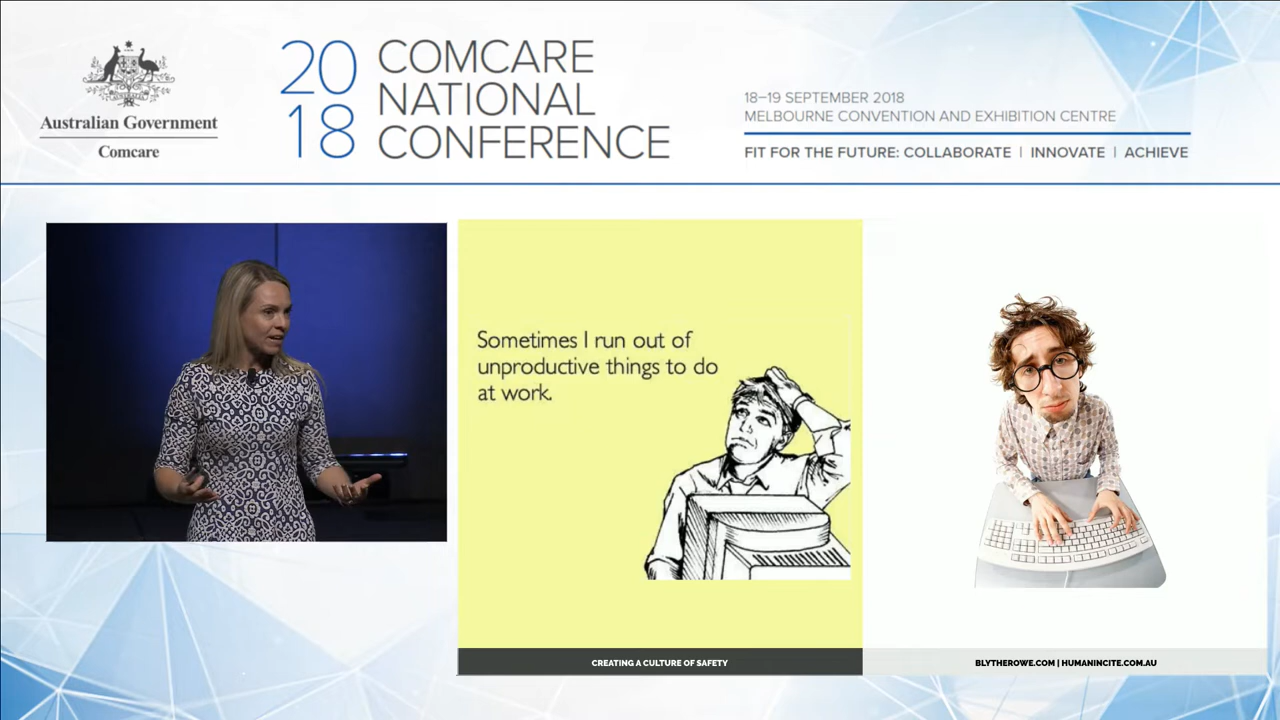 Australian Government
Comcare
20
18
COMCARE
NATIONAL
CONFERENCE
18–19 SEPTEMBER 2018
MELBOURNE CONVENTION AND EXHIBITION CENTRE
FIT FOR THE FUTURE: COLLABORATE | INNOVATE | ACHIEVE
Sometimes I run out of
unproductive things to do
at work.
CREATING A CULTURE OF SAFETY
BLYTHEROWE.COM | HUMANINCITE.COM.AU